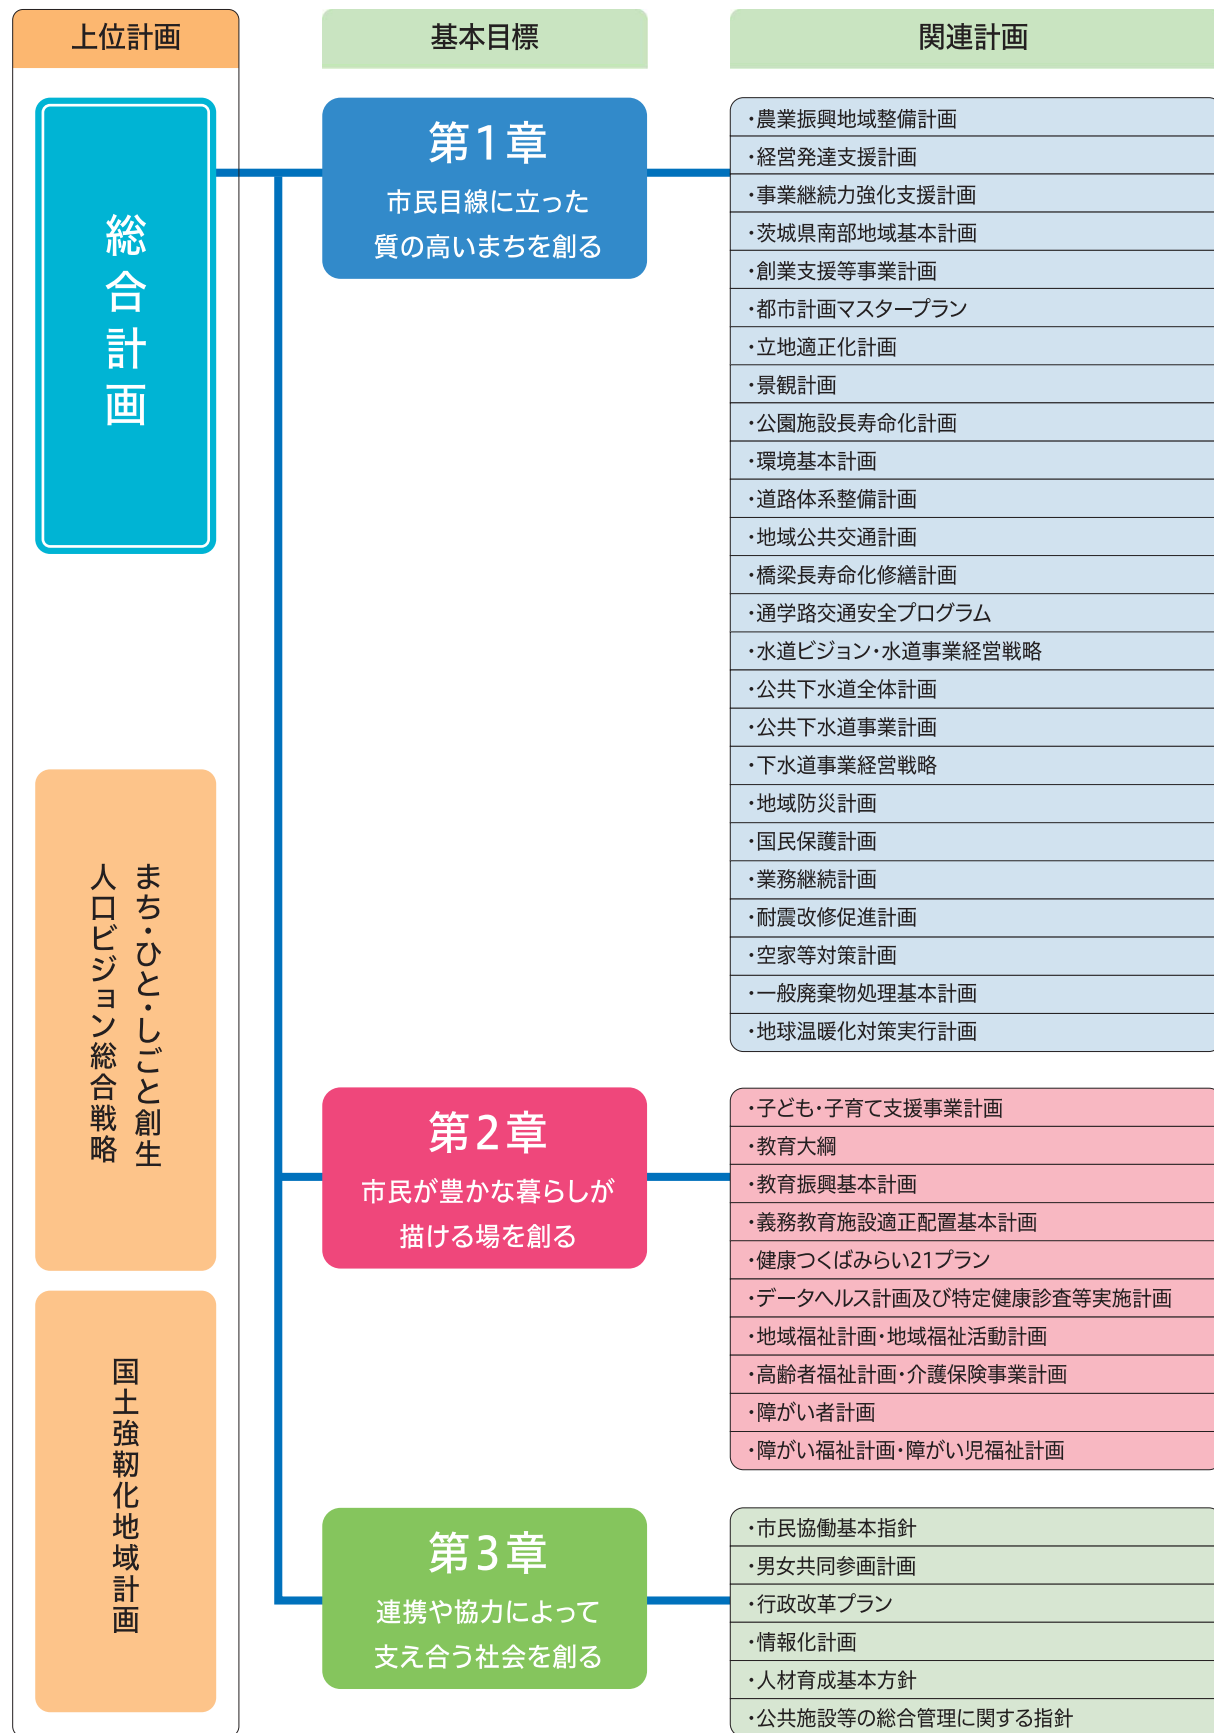 上位計画
総合計画
まち・ひと・しごと創生
人口ビジョン総合戦略
国土強靱化地域計画
基本目標
第1章
市民目線に立った
質の高いまちを創る
第2章
市民が豊かな暮らしが
描ける場を創る
第3章
連携や協力によって
支え合う社会を創る
関連計画
・農業振興地域整備計画
・経営発達支援計画
・事業継続力強化支援計画
・茨城県南部地域基本計画
・創業支援等事業計画
・都市計画マスタープラン
・立地適正化計画
・景観計画
・公園施設長寿命化計画
・環境基本計画
・道路体系整備計画
・地域公共交通計画
・橋梁長寿命化修繕計画
・通学路交通安全プログラム
・水道ビジョン・水道事業経営戦略
・公共下水道全体計画
・公共下水道事業計画
・下水道事業経営戦略
・地域防災計画
・国民保護計画
・業務継続計画
・耐震改修促進計画
・空家等対策計画
・一般廃棄物処理基本計画
・地球温暖化対策実行計画
・子ども・子育て支援事業計画
・教育大綱
・教育振興基本計画
・義務教育施設適正配置基本計画
・健康つくばみらい21プラン
・データヘルス計画及び特定健康診査等実施計画
・地域福祉計画・地域福祉活動計画
・高齢者福祉計画・介護保険事業計画
・障がい者計画
・障がい福祉計画・障がい児福祉計画
・市民協働基本指針
・男女共同参画計画
・行政改革プラン
・情報化計画
・人材育成基本方針
・公共施設等の総合管理に関する指針